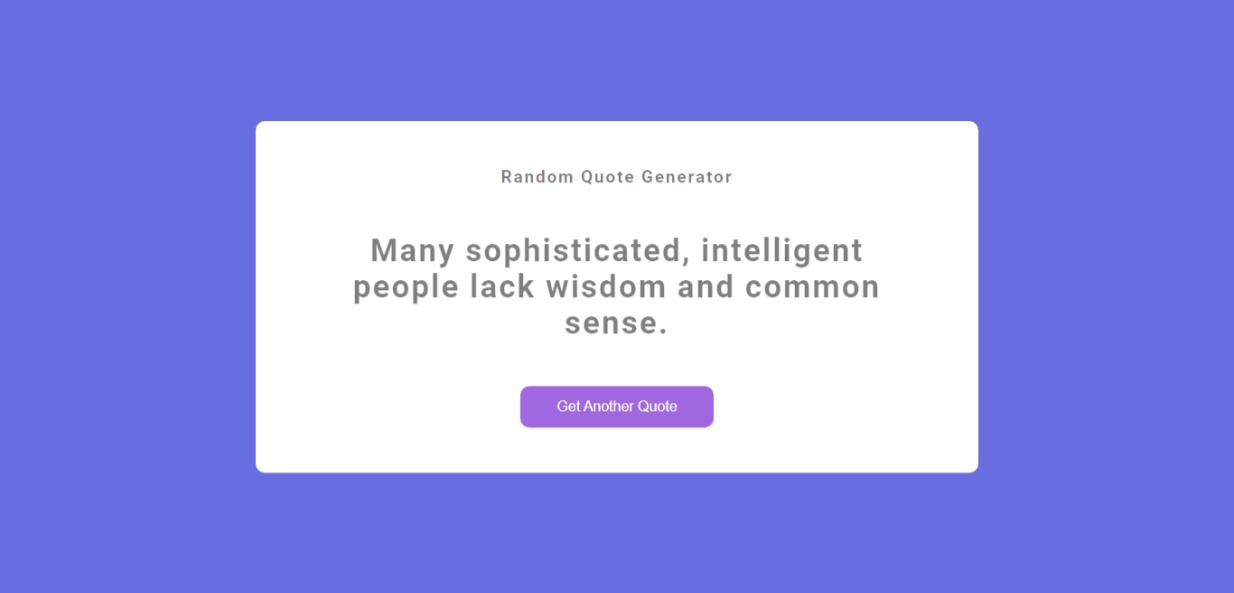 Random Quote Generator
Many sophisticated, intelligent
people lack wisdom and common
sense.
Get Another Quote